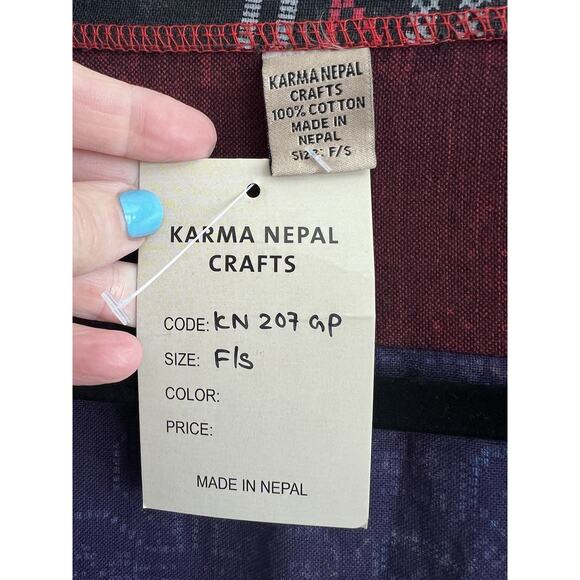 KARMA NEPAL
CRAFTS
100% COTTON
MADE IN
NEPAL
SIZE: F/S
KARMA NEPAL
CRAFTS
CODE: KN 207 GP
SIZE: F/S
COLOR:
PRICE:
MADE IN NEPAL